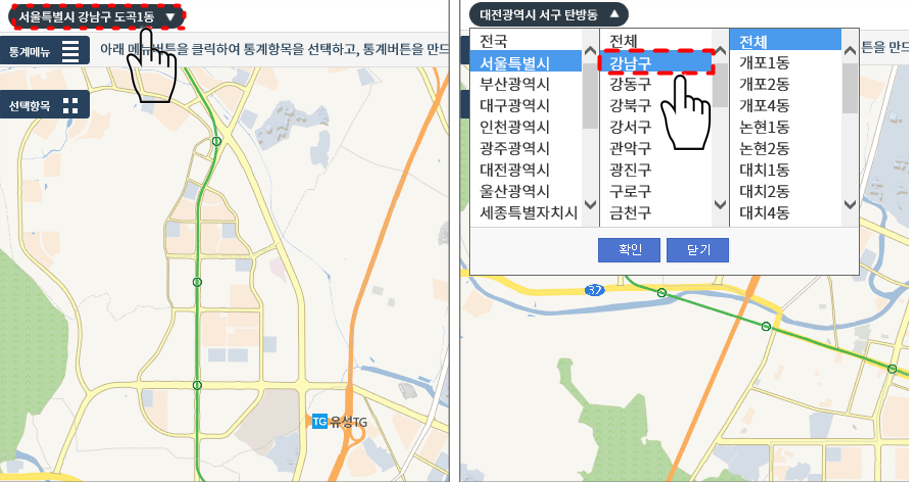 서울특별시 강남구 도곡1동 ▼
통계메뉴
아래 메뉴버튼을 클릭하여 통계항목을 선택하고, 통계버튼을 만드
선택항목
TG 유성TG
대전광역시 서구 탄방동 ▲
을 만드
전국
서울특별시
부산광역시
대구광역시
인천광역시
광주광역시
대전광역시
울산광역시
세종특별자치시
전체
강남구
강동구
강북구
강서구
관악구
광진구
구로구
금천구
전체
개포1동
개포2동
개포4동
논현1동
논현2동
대치1동
대치2동
대치4동
확인
닫기
32